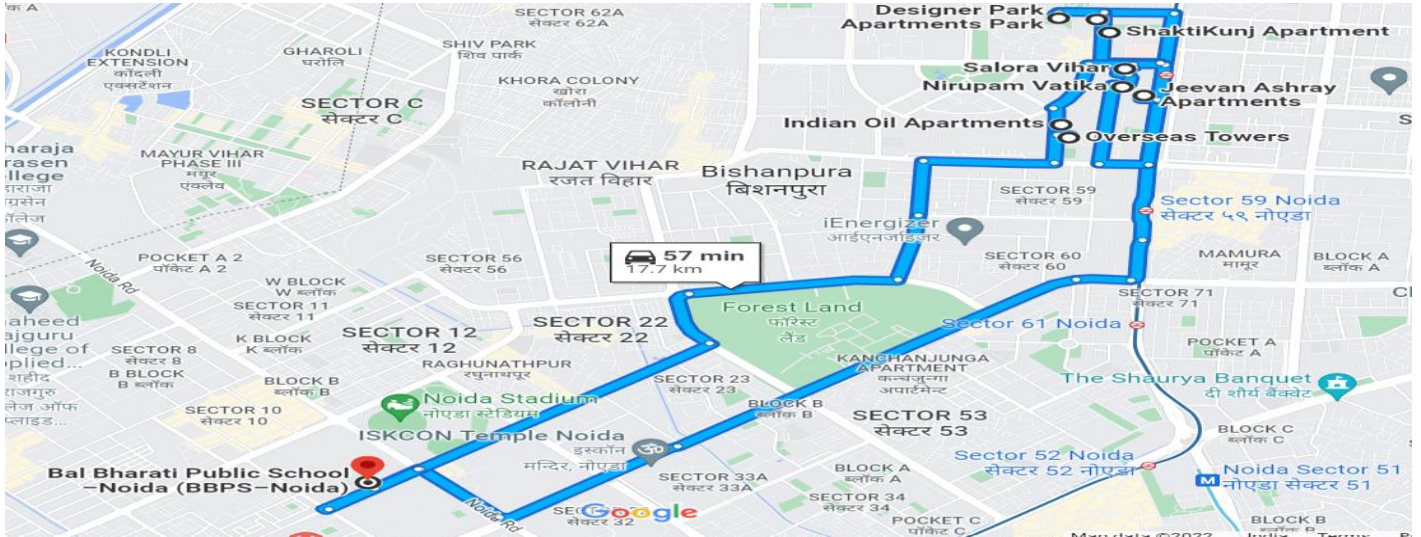 SECTOR 62A
सेक्टर 62A
Designer Park
Apartments Park
ShaktiKunj Apartment
KONDLI
EXTENSION
कोंदली
एक्सटेंशन
GHAROLI
घरोलि
SHIV PARK
शिव पार्क
KHORA COLONY
खोरा
कॉलोनी
Salora Vihar
Nirupam Vatika
Jeevan Ashray
Apartments
SECTOR C
सेक्टर C
Indian Oil Apartments
Overseas Towers
MAYUR VIHAR
PHASE III
मयूर
एंक्लेव
RAJAT VIHAR
रजत विहार
Bishanpura
बिशनपुरा
SECTOR 59
सेक्टर 59
Sector 59 Noida
सेक्टर ५९ नोएडा
iEnergizer
आईएनर्जाइजर
POCKET A 2
पॉकेट A 2
SECTOR 56
सेक्टर 56
57 min
17.7 km
SECTOR 60
सेक्टर 60
MAMURA
मामूर
BLOCK A
ब्लॉक A
Noida Rd
W BLOCK
W ब्लॉक
SECTOR 11
सेक्टर 11
SECTOR 71
सेक्टर 71
Forest Land
फॉरेस्ट
लैंड
SECTOR 22
सेक्टर 22
SECTOR 12
सेक्टर 12
K BLOCK
K ब्लॉक
Sector 61 Noida
SECTOR 8
सेक्टर 8
B BLOCK
B ब्लॉक
RAGHUNATHPUR
रघुनाथपुर
POCKET A
पॉकेट A
KANCHANJUNGA
APARTMENT
कन्चंजुन्गा
अपार्टमेन्ट
BLOCK B
ब्लॉक B
SECTOR 23
सेक्टर 23
The Shaurya Banquet
दी शौर्य बैंक्वेट
SECTOR 10
सेक्टर 10
Noida Stadium
नोएडा स्टेडियम
BLOCK B
ब्लॉक B
SECTOR 53
सेक्टर 53
BLOCK C
ब्लॉक C
ISKCON Temple Noida
इस्कॉन
मन्दिर, नोएडा
Bal Bharati Public School
-Noida (BBPS-Noida)
SECTOR 33A
सेक्टर 33A
BLOCK A
ब्लॉक A
Sector 52 Noida
सेक्टर 52 नोएडा
Noida Sector 51
नोएडा सेक्टर 51
Noida Rd
SECTOR 34
सेक्टर 34
Google
सेक्टर 32
POCKET C
पॉकेट C
BLOCK B
ब्लॉक B
Map data ©2022 India Terms